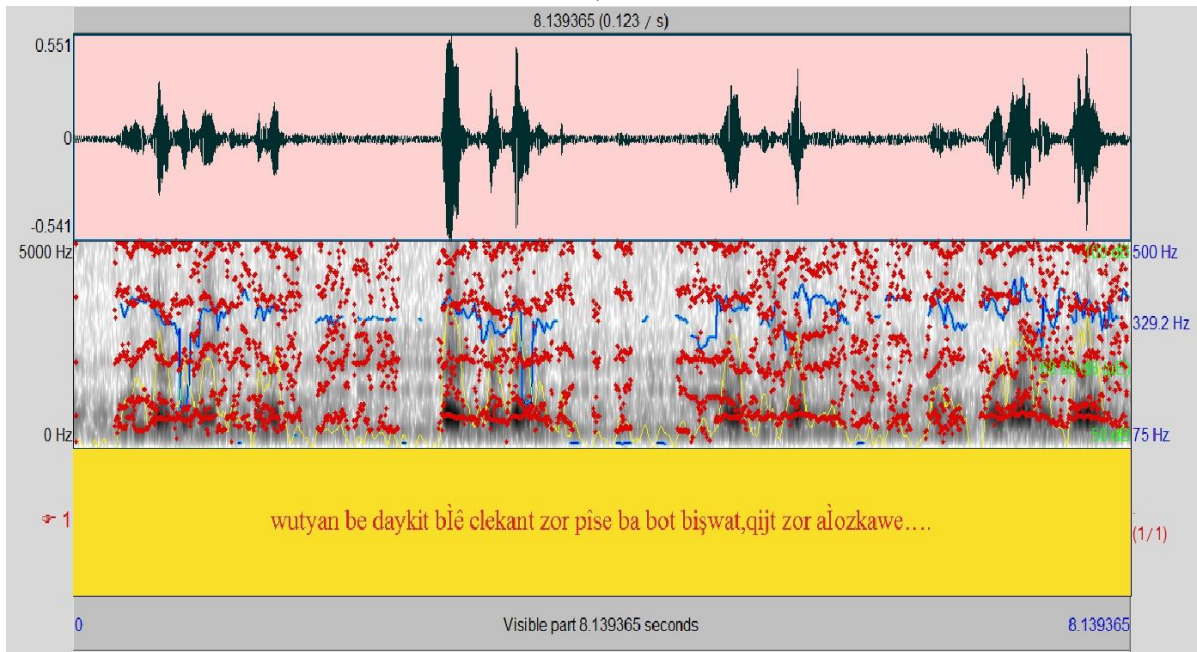 8.139365 (0.123 / s)
0.551
0
-0.541
5000 Hz
500 Hz
329.2 Hz
0 Hz
75 Hz
wutyan be daykit bÌê clekant zor pîse ba bot bişwat,qijt zor aÌozkawe….
1
(1/1)
0
Visible part 8.139365 seconds
8.139365